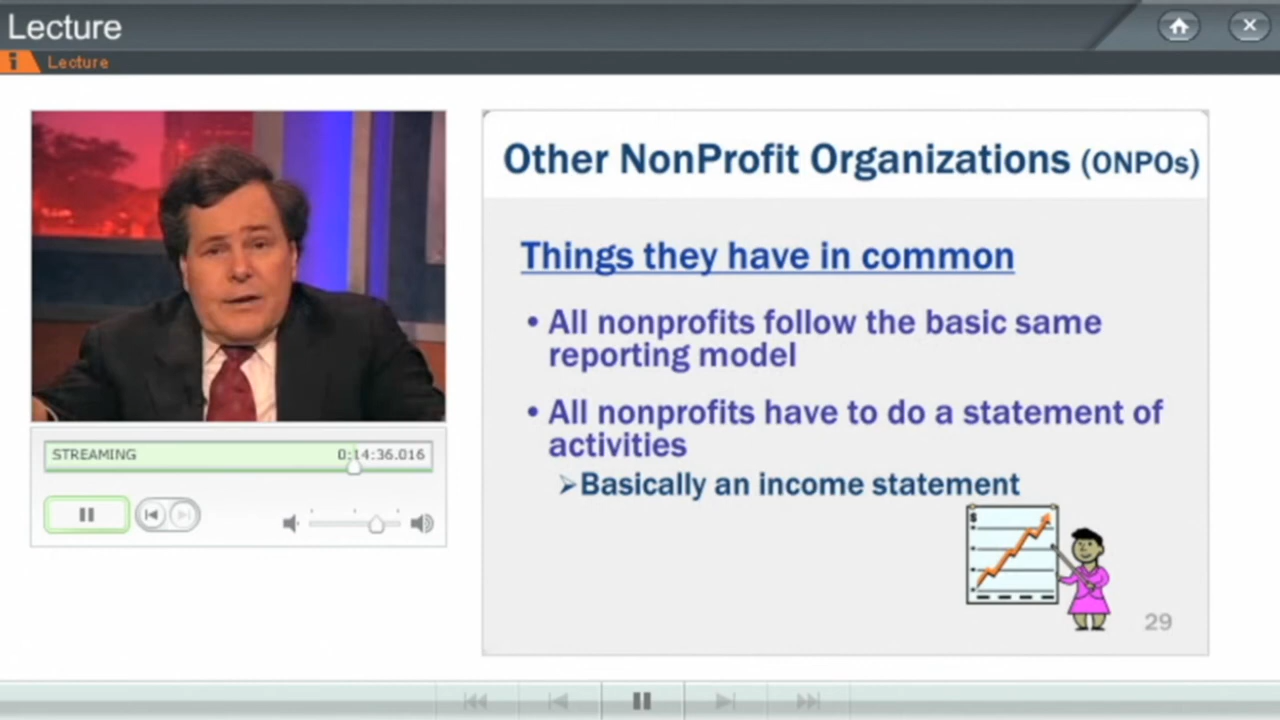 Lecture
i Lecture
Other NonProfit Organizations (ONPOs)
Things they have in common
• All nonprofits follow the basic same
reporting model
• All nonprofits have to do a statement of
activities
➢Basically an income statement
$
29
STREAMING 0:14:36.016